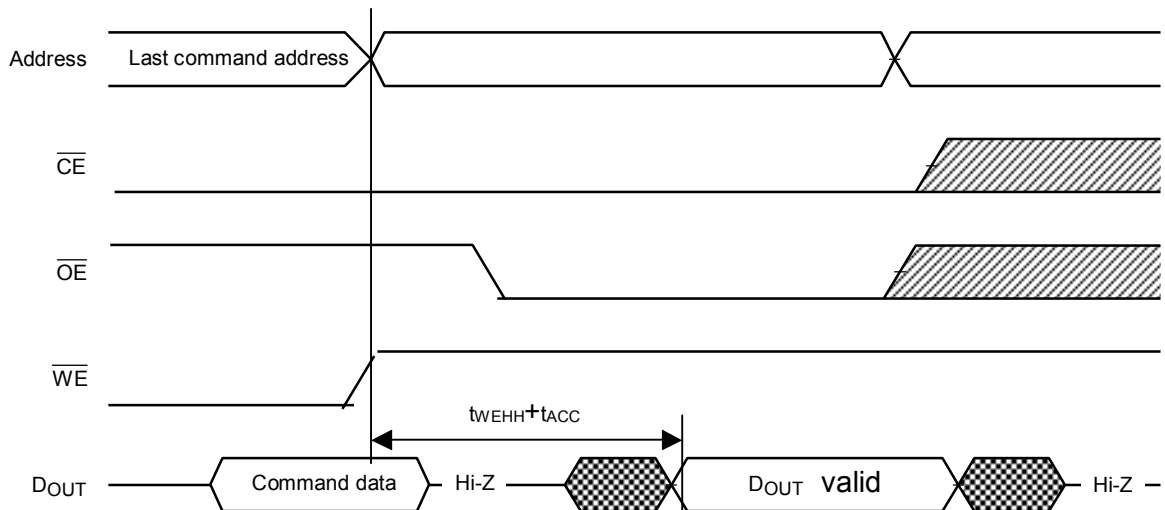 Address Last command address
CE
OE
WE
tWEHH+tACC
DOUT Command data Hi-Z DOUT valid Hi-Z